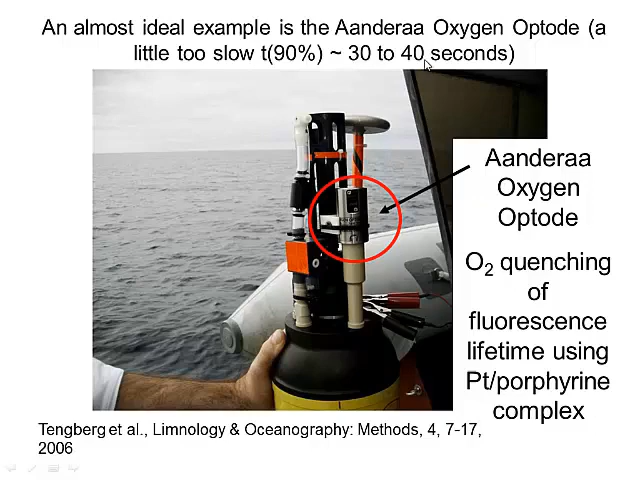 An almost ideal example is the Aanderaa Oxygen Optode (a
little too slow t(90%) ~ 30 to 40 seconds)
Aanderaa
Oxygen
Optode
O₂ quenching
of
fluorescence
lifetime using
Pt/porphyrine
complex
Tengberg et al., Limnology & Oceanography: Methods, 4, 7-17,
2006